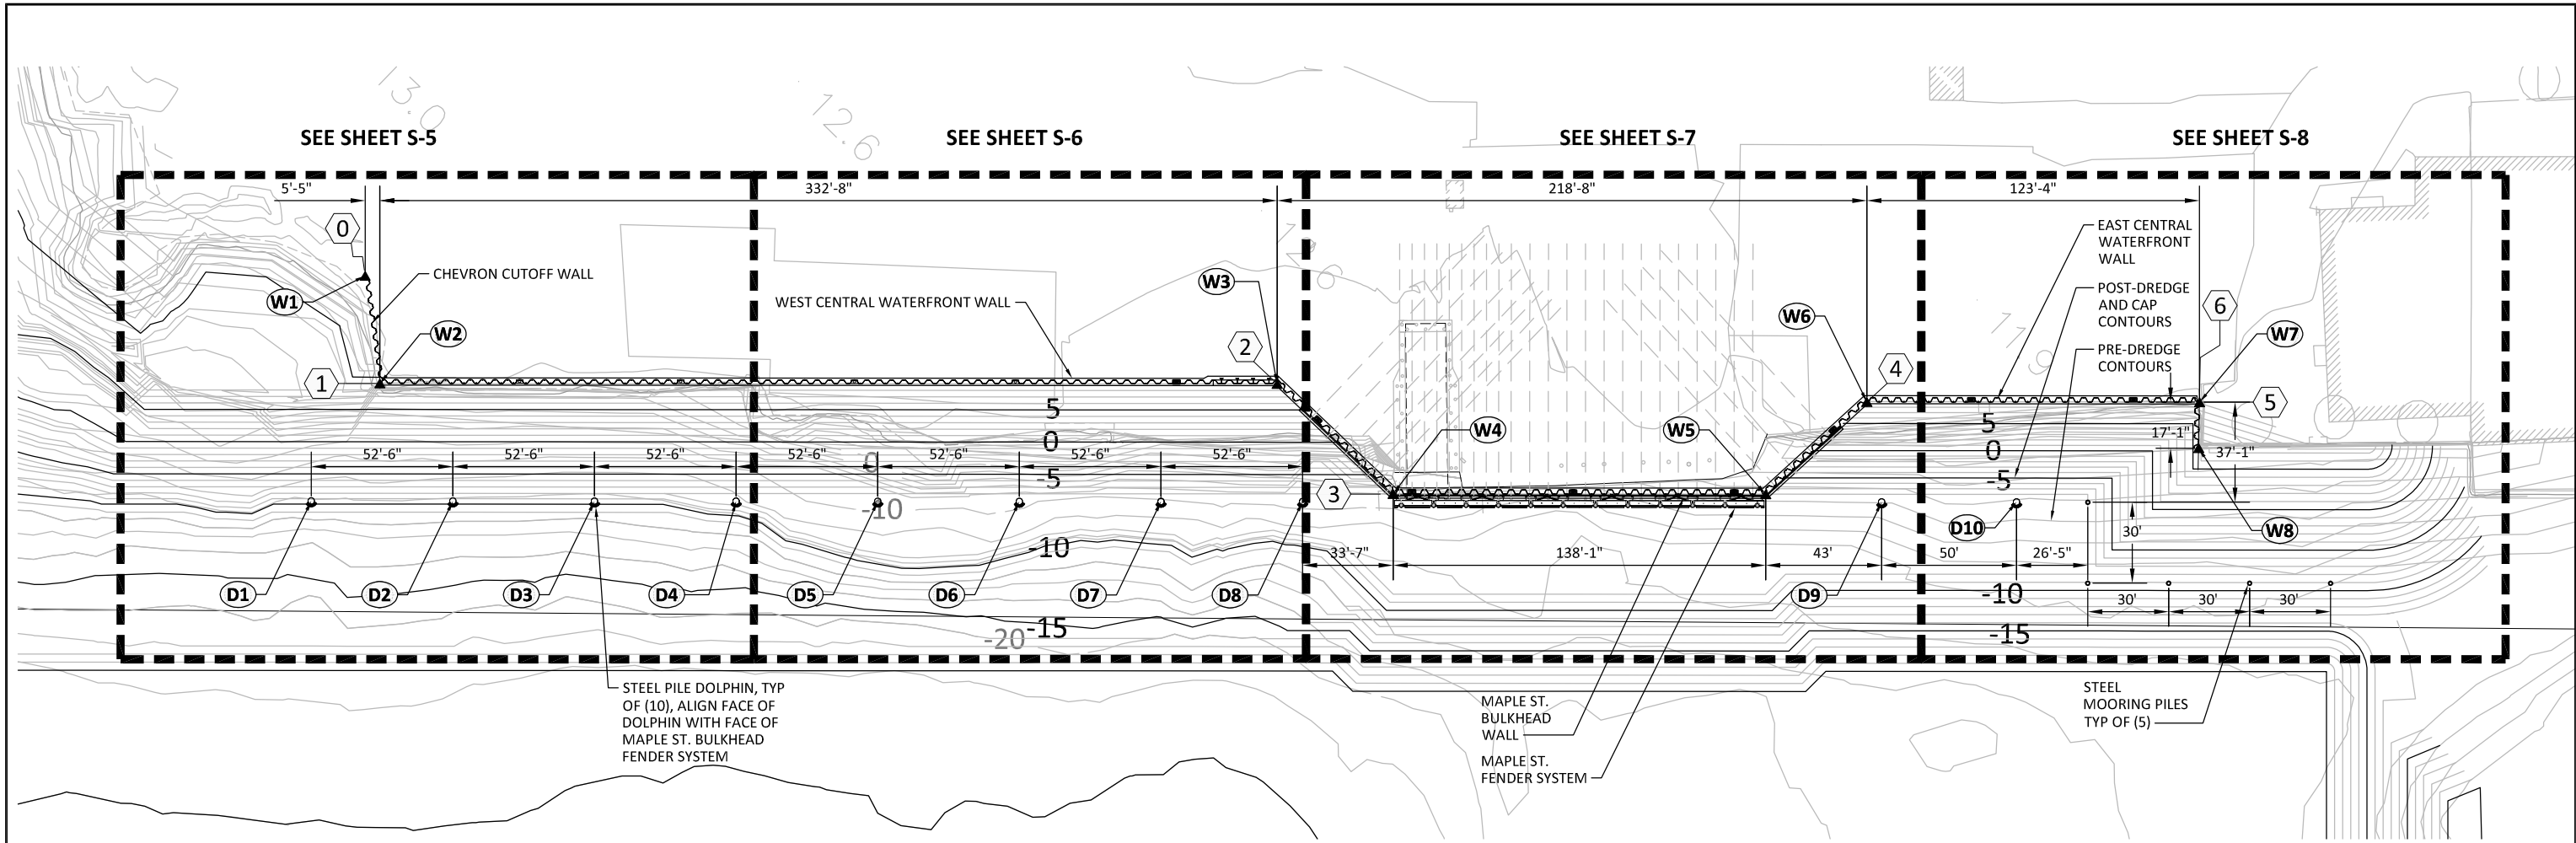 13.0
12.6
SEE SHEET S-5
SEE SHEET S-6
SEE SHEET S-7
SEE SHEET S-8
5'-5"
332'-8"
218'-8"
123'-4"
0
CHEVRON CUTOFF WALL
W1
W2
1
WEST CENTRAL WATERFRONT WALL
W3
2
W6
4
EAST CENTRAL
WATERFRONT
WALL
POST-DREDGE
AND CAP
CONTOURS
PRE-DREDGE
CONTOURS
6
W7
5
5
0
-5
-10
-15
0
-10
-20
W4
W5
3
5
0
-5
-10
-15
17'-1"
37'-1"
52'-6"
52'-6"
52'-6"
52'-6"
52'-6"
52'-6"
52'-6"
33'-7"
138'-1"
43'
50'
26'-5"
30'
30'
30'
30'
D1
D2
D3
D4
D5
D6
D7
D8
D9
D10
W8
STEEL PILE DOLPHIN, TYP
OF (10), ALIGN FACE OF
DOLPHIN WITH FACE OF
MAPLE ST. BULKHEAD
FENDER SYSTEM
MAPLE ST.
BULKHEAD
WALL
MAPLE ST.
FENDER SYSTEM
STEEL
MOORING PILES
TYP OF (5)